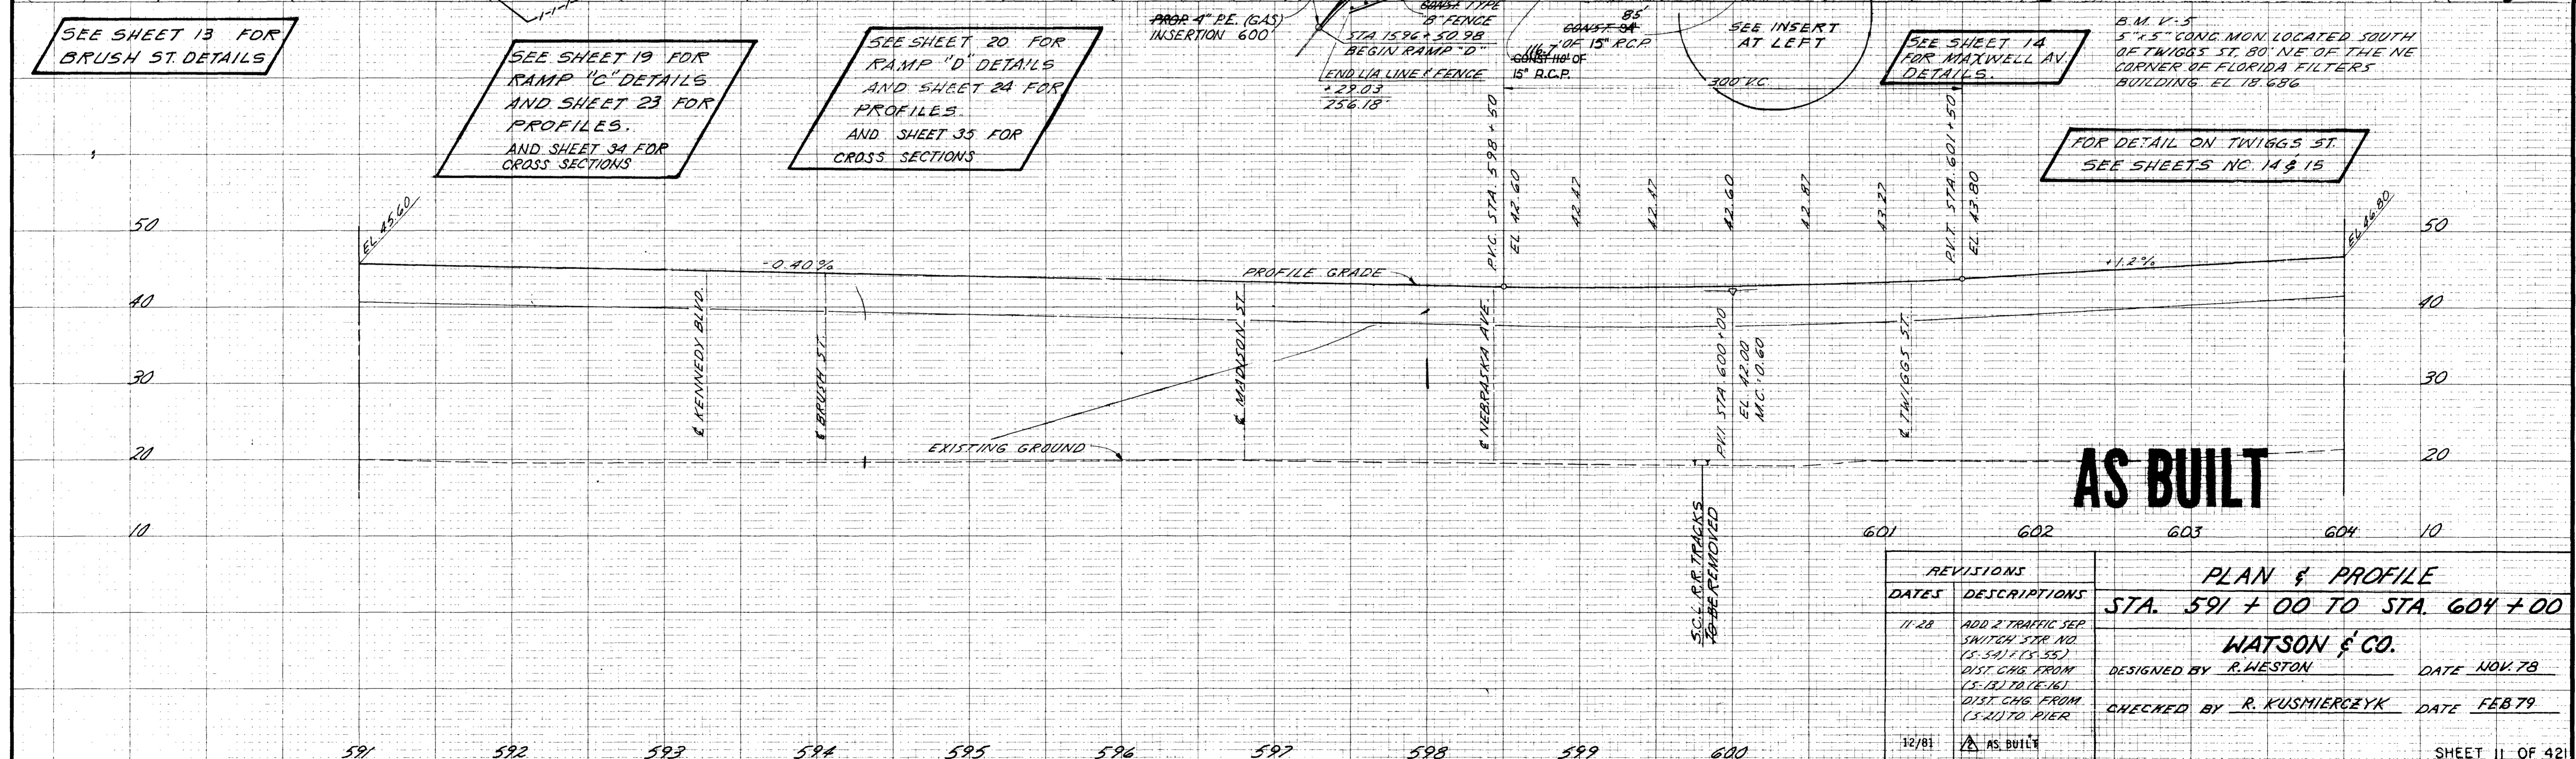 SEE SHEET 13 FOR
BRUSH ST. DETAILS
SEE SHEET 19 FOR
RAMP "C" DETAILS
AND SHEET 23 FOR
PROFILES.
AND SHEET 34 FOR
CROSS SECTIONS
SEE SHEET 20 FOR
RAMP "D" DETAILS
AND SHEET 24 FOR
PROFILES.
AND SHEET 35 FOR
CROSS SECTIONS
PROP. 4" P.E. (GAS)
INSERTION 600'
CONST TYPE
"B" FENCE
STA. 1596+50.98
BEGIN RAMP "D"
END L/A LINE & FENCE
+29.03
256.18'
85'
CONST 94'
OF 15" RCP
116.7'
CONST 110' OF
15" R.C.P.
SEE INSERT
AT LEFT
300' V.C.
SEE SHEET 14
FOR MAXWELL AV.
DETAILS.
B.M. V-5
5"x5" CONC. MON. LOCATED SOUTH
OF TWIGGS ST. 80' NE OF THE NE
CORNER OF FLORIDA FILTERS
BUILDING. EL. 18.686
FOR DETAIL ON TWIGGS ST.
SEE SHEETS NO. 14 & 15
50
40
30
20
10
EL. 45.60
-0.40%
PROFILE GRADE
P.V.C. STA. 598+50
EL. 42.60
42.47
42.47
42.60
42.87
43.27
P.V.T. STA. 601+50
EL. 43.80
+1.2%
EL. 46.80
50
40
30
20
10
℄ KENNEDY BLVD.
℄ BRUSH ST.
℄ MADISON ST.
℄ NEBRASKA AVE.
P.V.I. STA. 600+00
EL. 42.00
M.C. 0.60
℄ TWIGGS ST.
EXISTING GROUND
S.C.L. R.R. TRACKS
TO BE REMOVED
AS BUILT
601 602 603 604
REVISIONS
DATES DESCRIPTIONS
11-28 ADD 2 TRAFFIC SEP.
SWITCH STR. NO.
(S-54) & (S-55)
DIST. CHG. FROM
(S-13) TO (E-16)
DIST. CHG. FROM
(S-21) TO PIER
12/81 2 AS BUILT
PLAN & PROFILE
STA. 591 + 00 TO STA. 604 + 00
WATSON & CO.
DESIGNED BY R. WESTON DATE NOV. 78
CHECKED BY R. KUSMIERCZYK DATE FEB 79
591 592 593 594 595 596 597 598 599 600
SHEET 11 OF 421